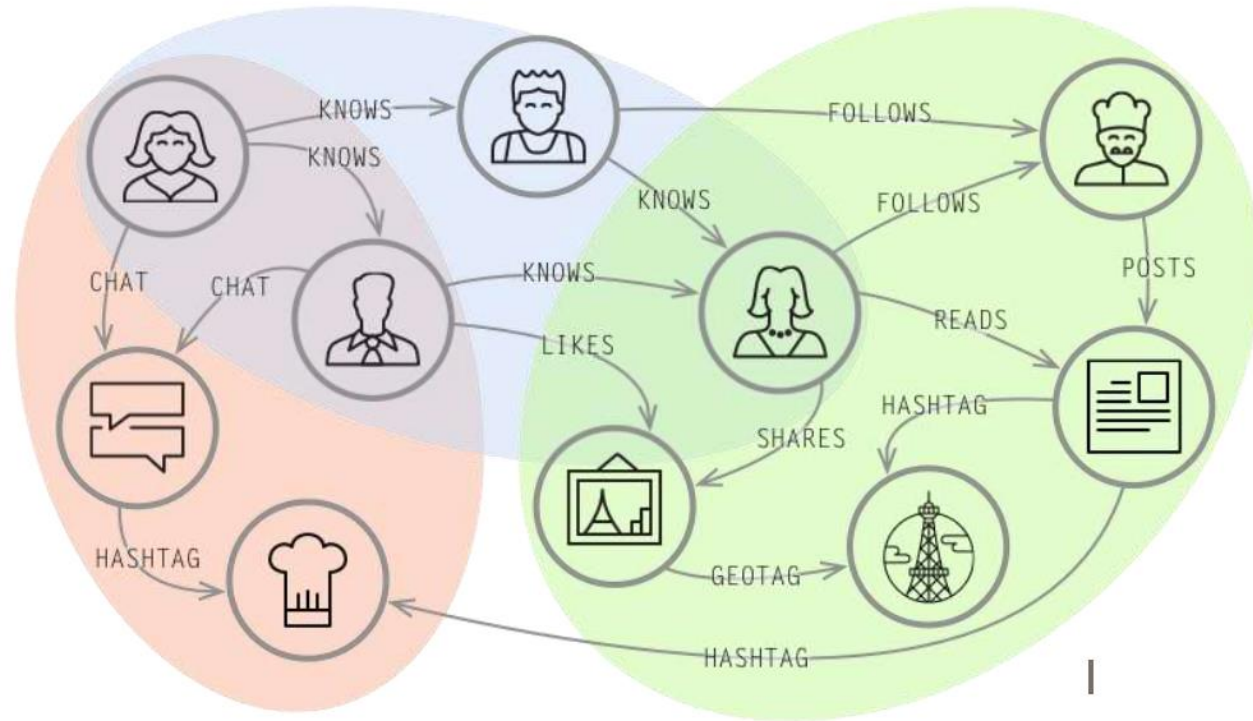 KNOWS
FOLLOWS
KNOWS
KNOWS
FOLLOWS
CHAT
CHAT
KNOWS
POSTS
LIKES
READS
HASHTAG
SHARES
HASHTAG
GEOTAG
HASHTAG